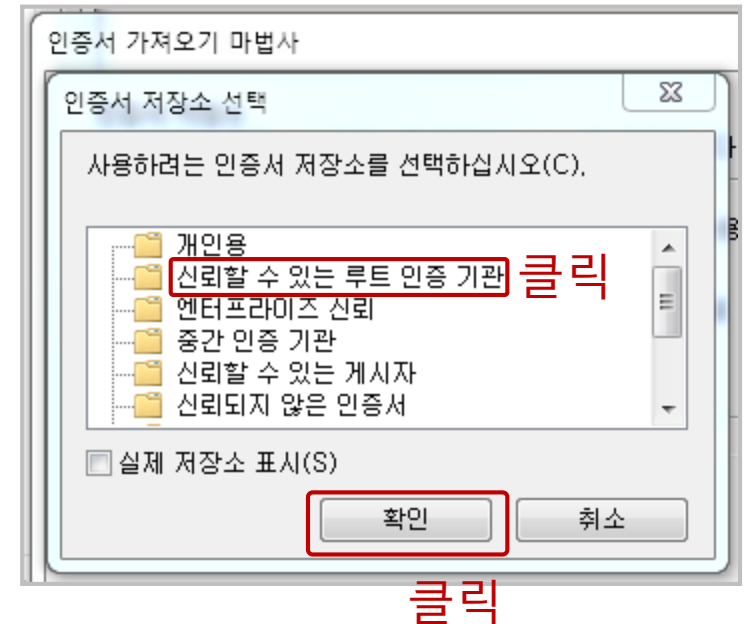 인증서 가져오기 마법사
인증서 저장소 선택
사용하려는 인증서 저장소를 선택하십시오(C).
개인용
신뢰할 수 있는 루트 인증 기관 클릭
엔터프라이즈 신뢰
중간 인증 기관
신뢰할 수 있는 게시자
신뢰되지 않은 인증서
실제 저장소 표시(S)
확인 취소
클릭